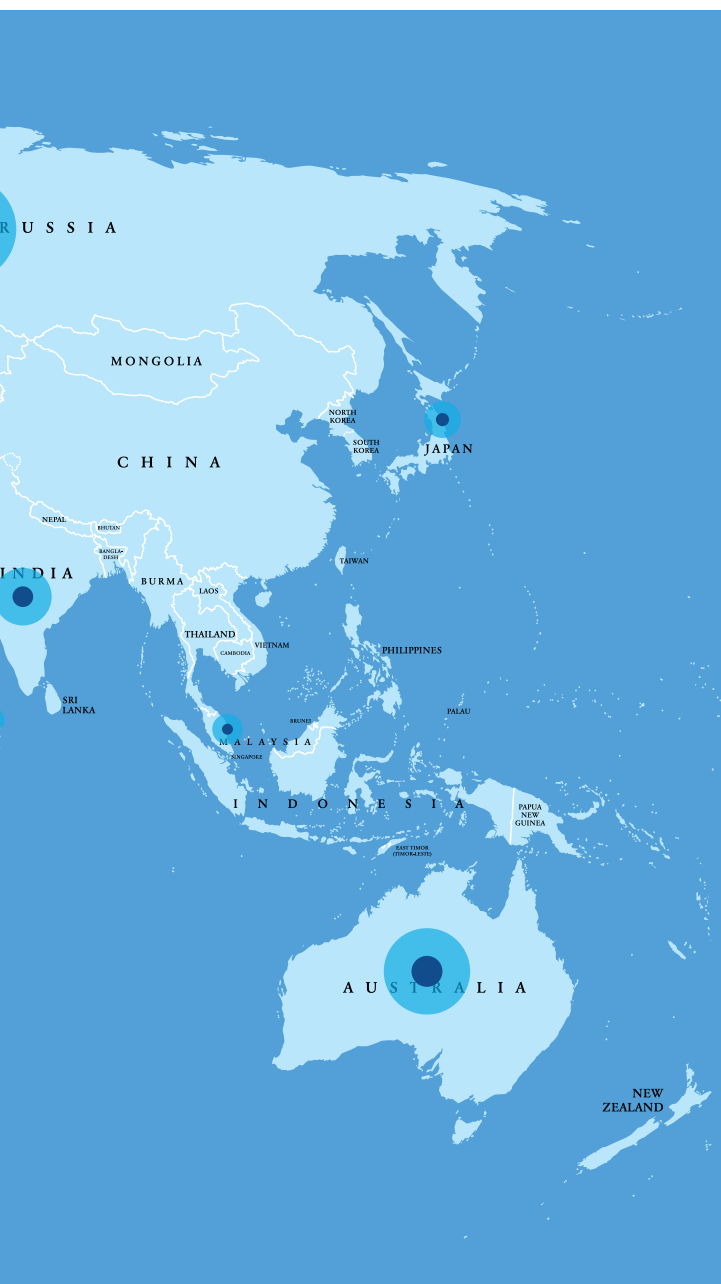 RUSSIA
MONGOLIA
NORTH
KOREA
SOUTH
KOREA
JAPAN
CHINA
NEPAL
BHUTAN
BANGLA-
DESH
TAIWAN
INDIA
BURMA
LAOS
THAILAND
VIETNAM
CAMBODIA
PHILIPPINES
SRI
LANKA
PALAU
BRUNEI
MALAYSIA
SINGAPORE
INDONESIA
PAPUA
NEW
GUINEA
EAST TIMOR
(TIMOR-LESTE)
AUSTRALIA
NEW
ZEALAND